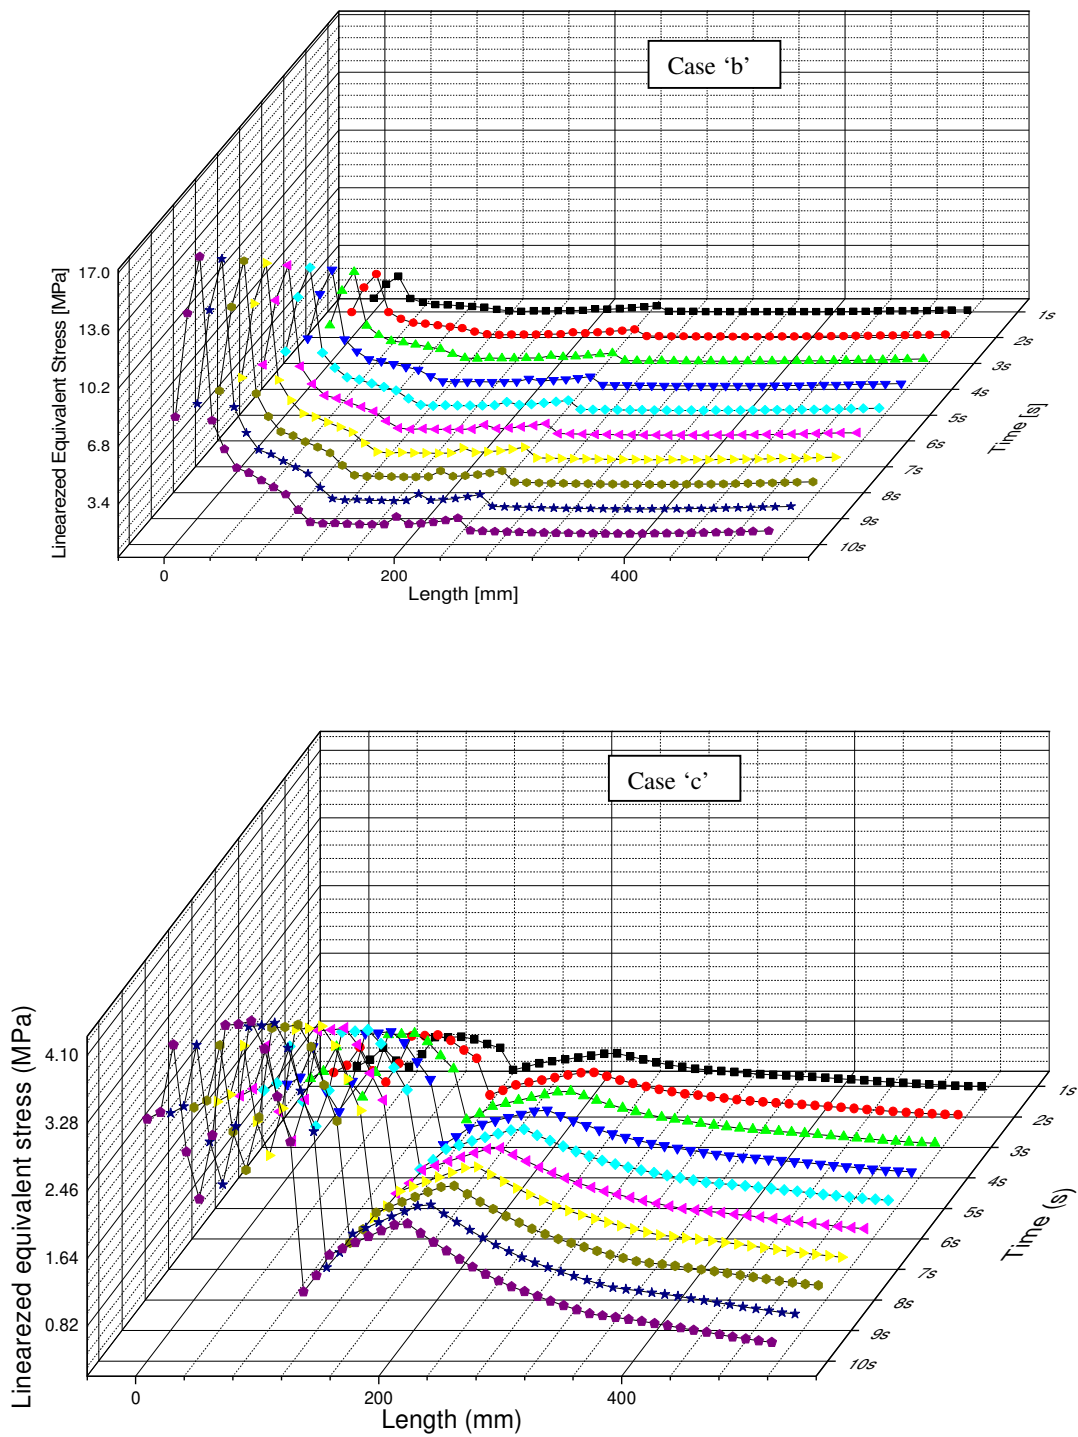 Case ‘b’
Linearezed Equivalent Stress [MPa]
17.0
13.6
10.2
6.8
3.4
0
200
400
Length [mm]
1s
2s
3s
4s
5s
6s
7s
8s
9s
10s
Time [s]
Case ‘c’
Linearezed equivalent stress (MPa)
4.10
3.28
2.46
1.64
0.82
0
200
400
Length (mm)
1s
2s
3s
4s
5s
6s
7s
8s
9s
10s
Time (s)